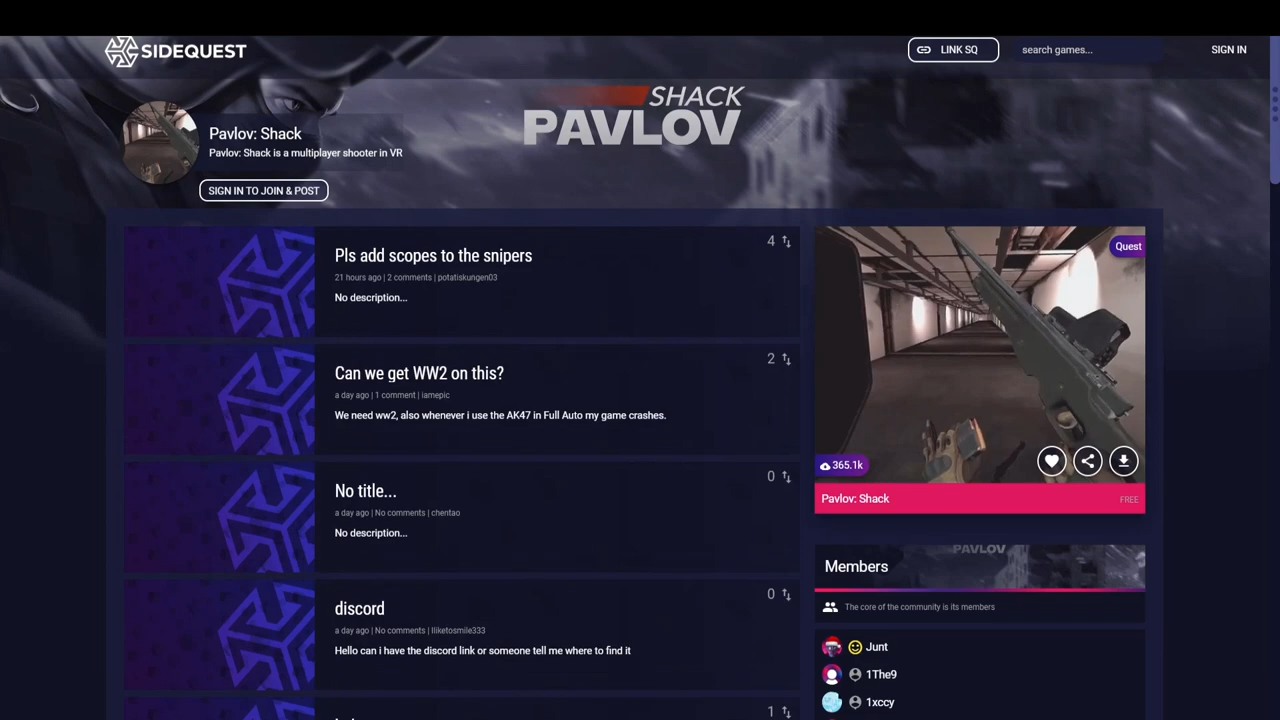 SIDEQUEST
LINK SQ
search games...
SIGN IN
SHACK
PAVLOV
Pavlov: Shack
Pavlov: Shack is a multiplayer shooter in VR
SIGN IN TO JOIN & POST
4
Pls add scopes to the snipers
21 hours ago | 2 comments | potatiskungen03
No description...
2
Can we get WW2 on this?
a day ago | 1 comment | iamepic
We need ww2, also whenever i use the AK47 in Full Auto my game crashes.
0
No title...
a day ago | No comments | chentao
No description...
0
discord
a day ago | No comments | Iliketosmile333
Hello can i have the discord link or someone tell me where to find it
1
Quest
365.1k
Pavlov: Shack
FREE
PAVLOV
Members
The core of the community is its members
Junt
1The9
1xccy